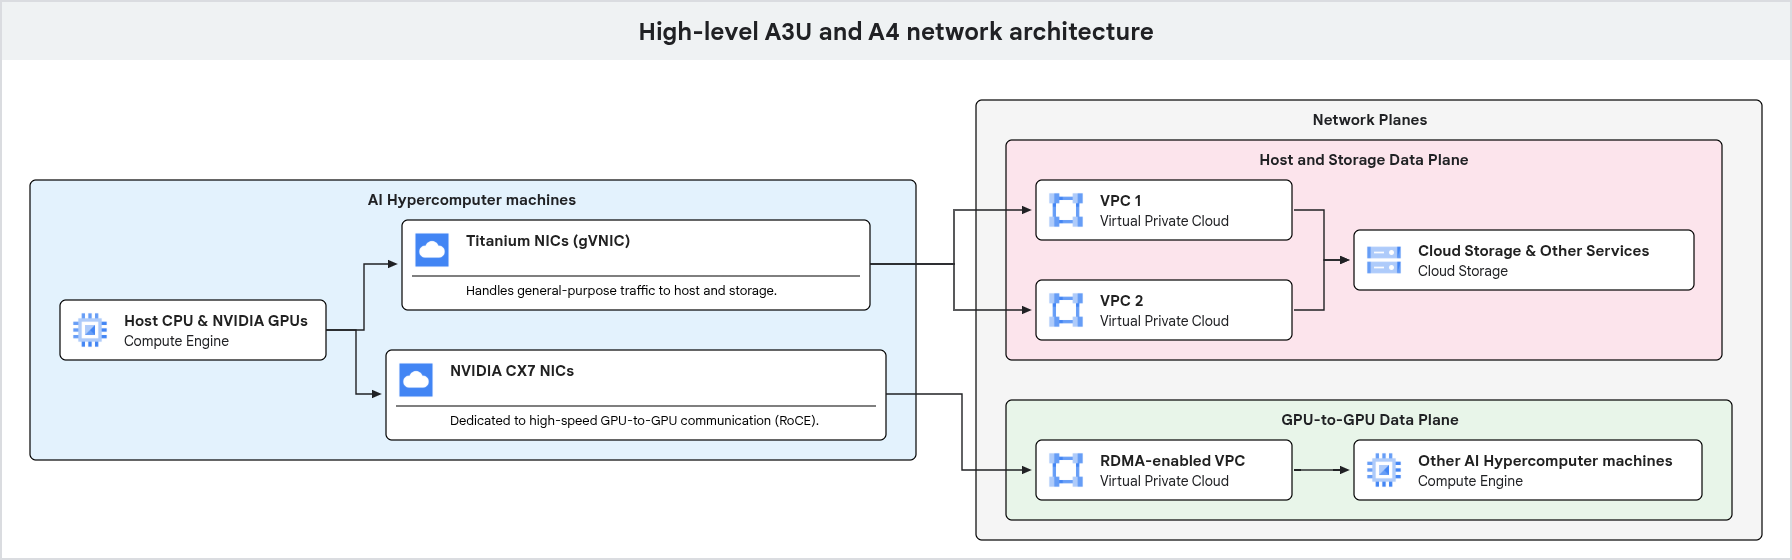 High-level A3U and A4 network architecture
AI Hypercomputer machines
Host CPU & NVIDIA GPUs
Compute Engine
Titanium NICs (gVNIC)
Handles general-purpose traffic to host and storage.
NVIDIA CX7 NICs
Dedicated to high-speed GPU-to-GPU communication (RoCE).
Network Planes
Host and Storage Data Plane
VPC 1
Virtual Private Cloud
VPC 2
Virtual Private Cloud
Cloud Storage & Other Services
Cloud Storage
GPU-to-GPU Data Plane
RDMA-enabled VPC
Virtual Private Cloud
Other AI Hypercomputer machines
Compute Engine